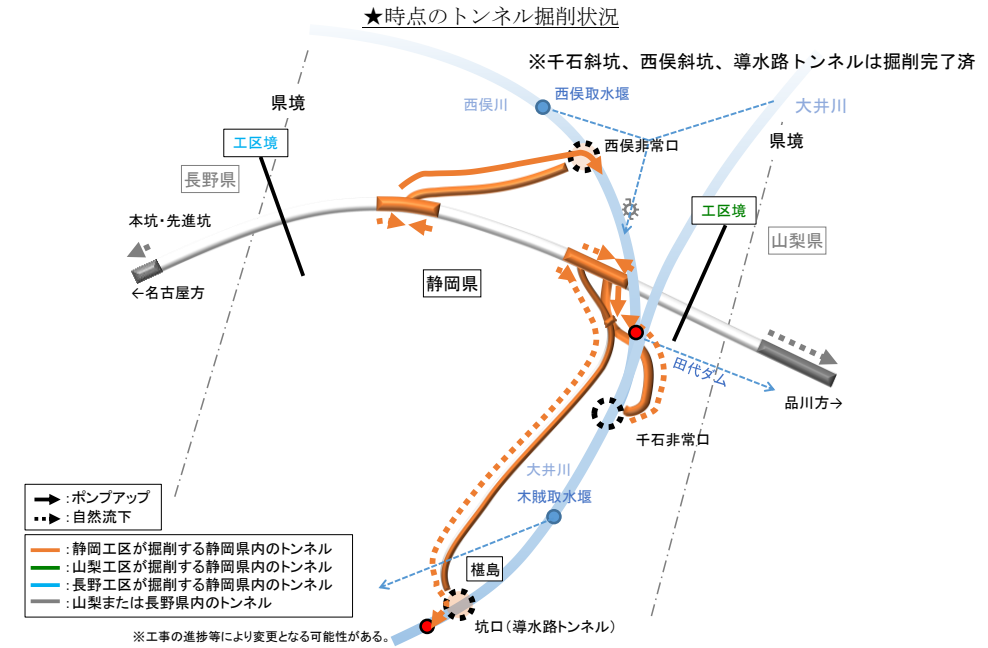 ★時点のトンネル掘削状況
※千石斜坑、西俣斜坑、導水路トンネルは掘削完了済
西俣取水堰
西俣川
大井川
県境
工区境
西俣非常口
県境
長野県
工区境
本坑・先進坑
山梨県
静岡県
←名古屋方
田代ダム
品川方→
千石非常口
大井川
木賊取水堰
:ポンプアップ
:自然流下
:静岡工区が掘削する静岡県内のトンネル
:山梨工区が掘削する静岡県内のトンネル
:長野工区が掘削する静岡県内のトンネル
:山梨または長野県内のトンネル
椹島
坑口(導水路トンネル)
※工事の進捗等により変更となる可能性がある。